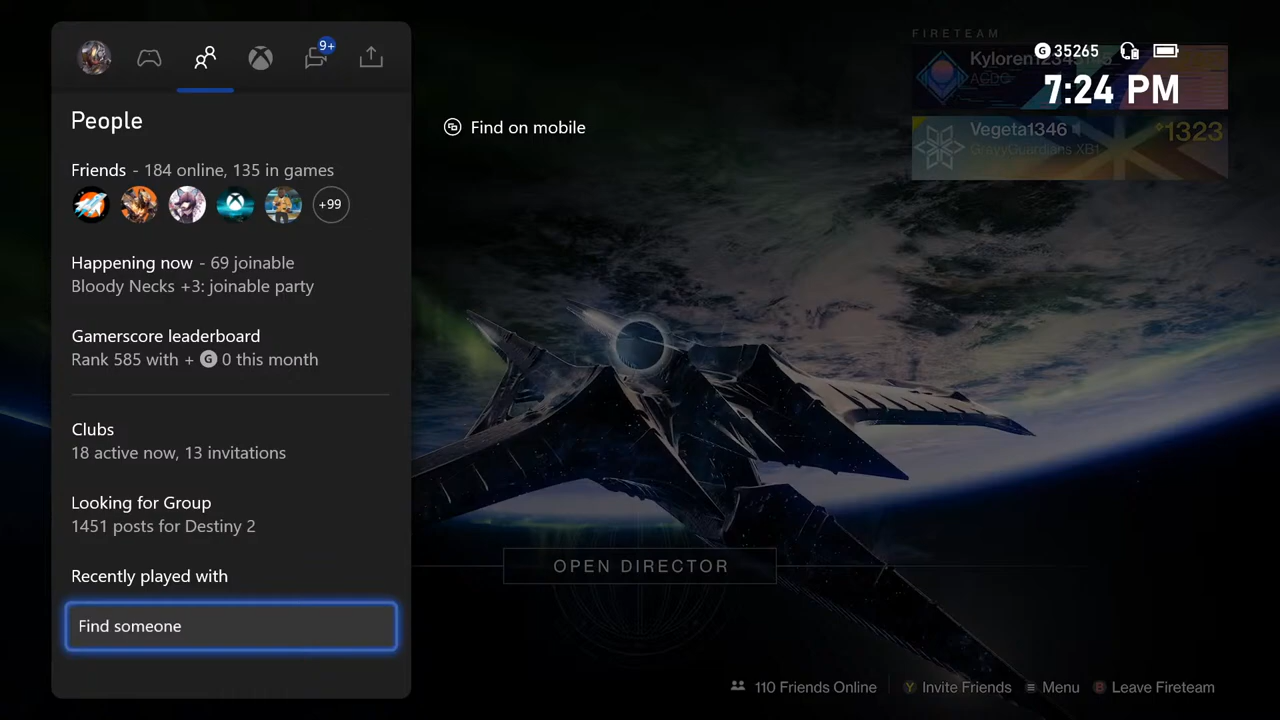 9+
People
Friends - 184 online, 135 in games
+99
Happening now - 69 joinable
Bloody Necks +3: joinable party
Gamerscore leaderboard
Rank 585 with + G 0 this month
Clubs
18 active now, 13 invitations
Looking for Group
1451 posts for Destiny 2
Recently played with
Find someone
Find on mobile
FIRETEAM
G 35265
7:24 PM
ACDC
Vegeta1346
1323
GravyGuardians XB1
OPEN DIRECTOR
110 Friends Online
Y Invite Friends
Menu
B Leave Fireteam